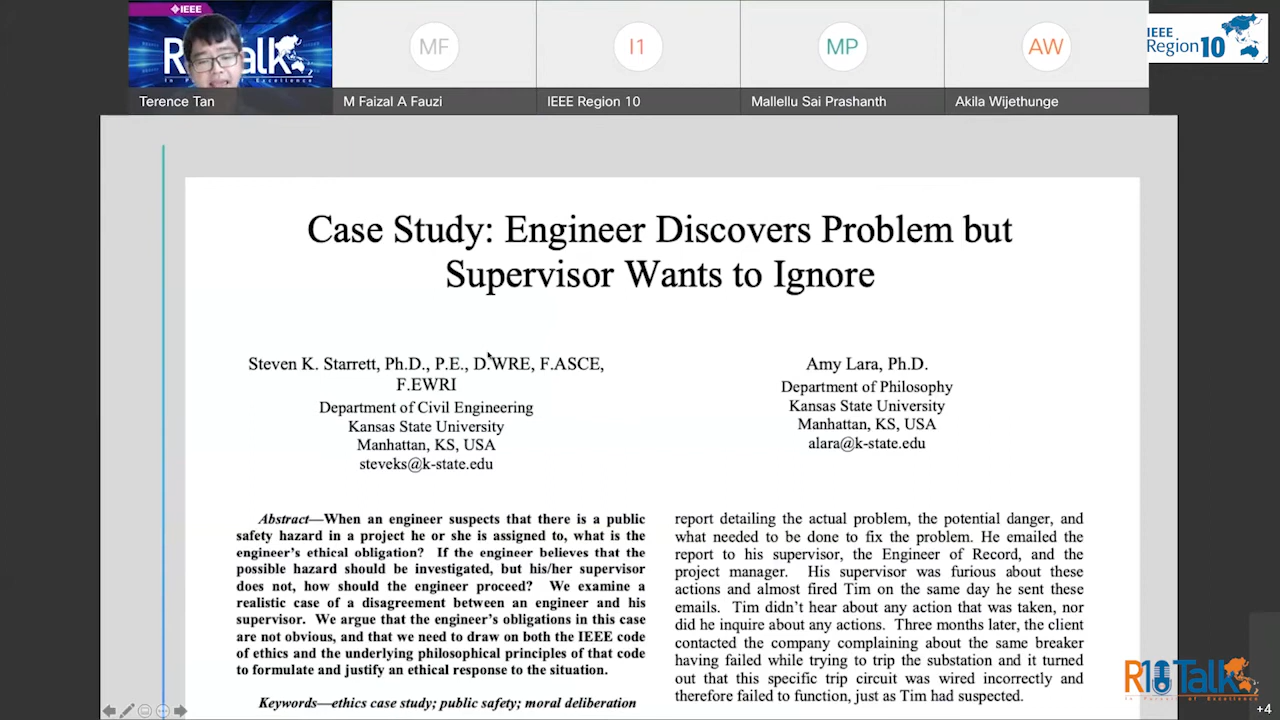 IEEE
R10Talk
In Pursuit of Excellence
MF
I1
MP
AW
IEEE
Region 10
Terence Tan
M Faizal A Fauzi
IEEE Region 10
Mallellu Sai Prashanth
Akila Wijethunge
Case Study: Engineer Discovers Problem but
Supervisor Wants to Ignore
Steven K. Starrett, Ph.D., P.E., D.WRE, F.ASCE,
F.EWRI
Department of Civil Engineering
Kansas State University
Manhattan, KS, USA
steveks@k-state.edu
Amy Lara, Ph.D.
Department of Philosophy
Kansas State University
Manhattan, KS, USA
alara@k-state.edu
Abstract—When an engineer suspects that there is a public
safety hazard in a project he or she is assigned to, what is the
engineer's ethical obligation? If the engineer believes that the
possible hazard should be investigated, but his/her supervisor
does not, how should the engineer proceed? We examine a
realistic case of a disagreement between an engineer and his
supervisor. We argue that the engineer's obligations in this case
are not obvious, and that we need to draw on both the IEEE code
of ethics and the underlying philosophical principles of that code
to formulate and justify an ethical response to the situation.
Keywords—ethics case study; public safety; moral deliberation
report detailing the actual problem, the potential danger, and
what needed to be done to fix the problem. He emailed the
report to his supervisor, the Engineer of Record, and the
project manager. His supervisor was furious about these
actions and almost fired Tim on the same day he sent these
emails. Tim didn't hear about any action that was taken, nor
did he inquire about any actions. Three months later, the client
contacted the company complaining about the same breaker
having failed while trying to trip the substation and it turned
out that this specific trip circuit was wired incorrectly and
therefore failed to function, just as Tim had suspected.
R10Talk
In Pursuit of Excellence
+4